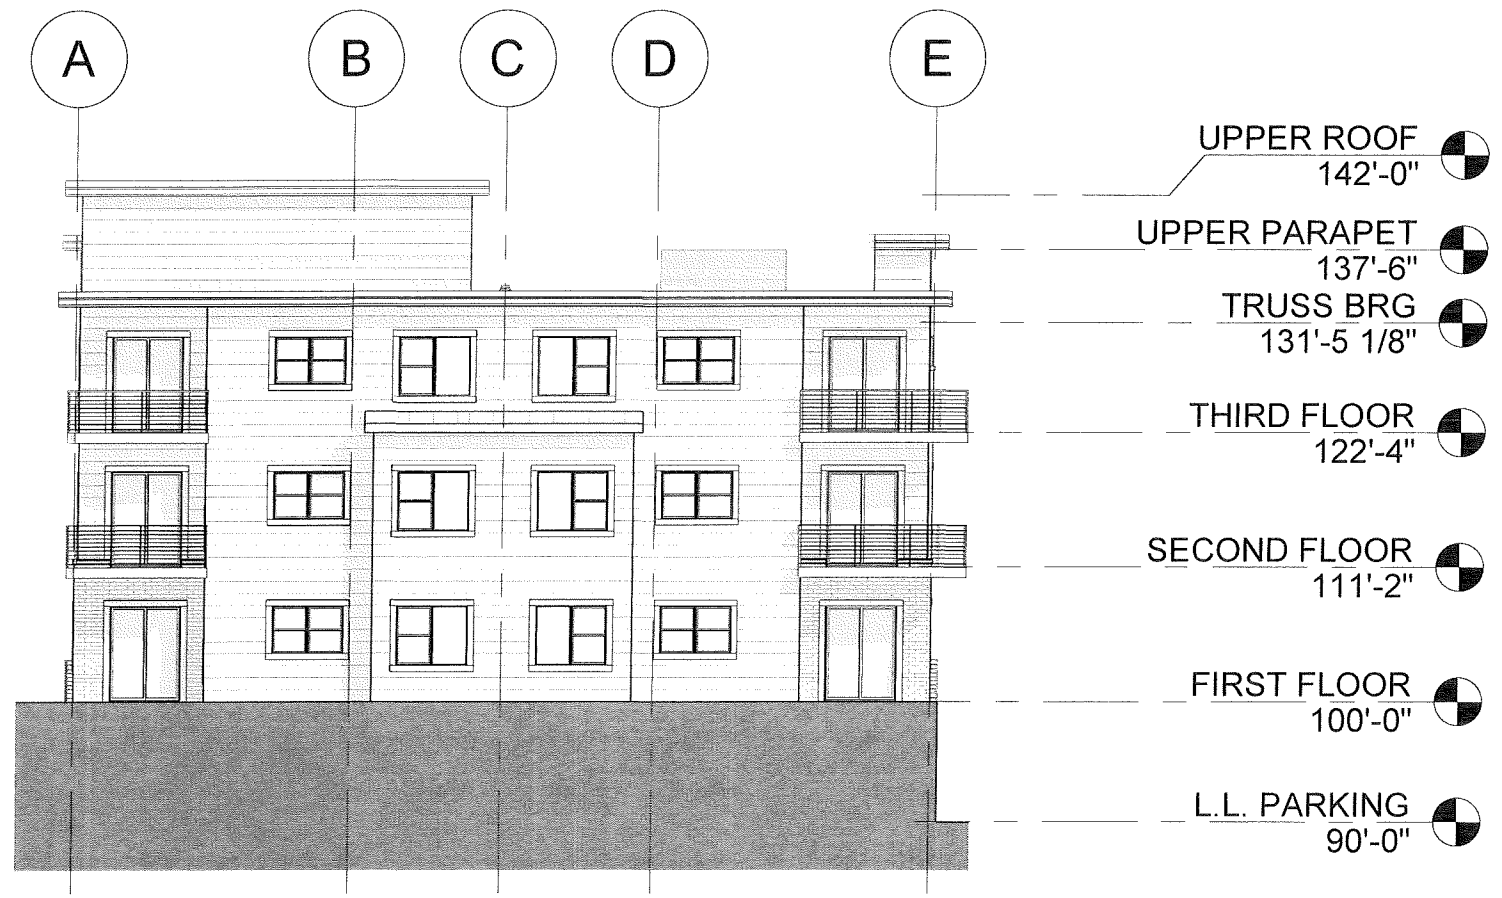 A
B
C
D
E
UPPER ROOF
142'-0"
UPPER PARAPET
137'-6"
TRUSS BRG
131'-5 1/8"
THIRD FLOOR
122'-4"
SECOND FLOOR
111'-2"
FIRST FLOOR
100'-0"
L.L. PARKING
90'-0"